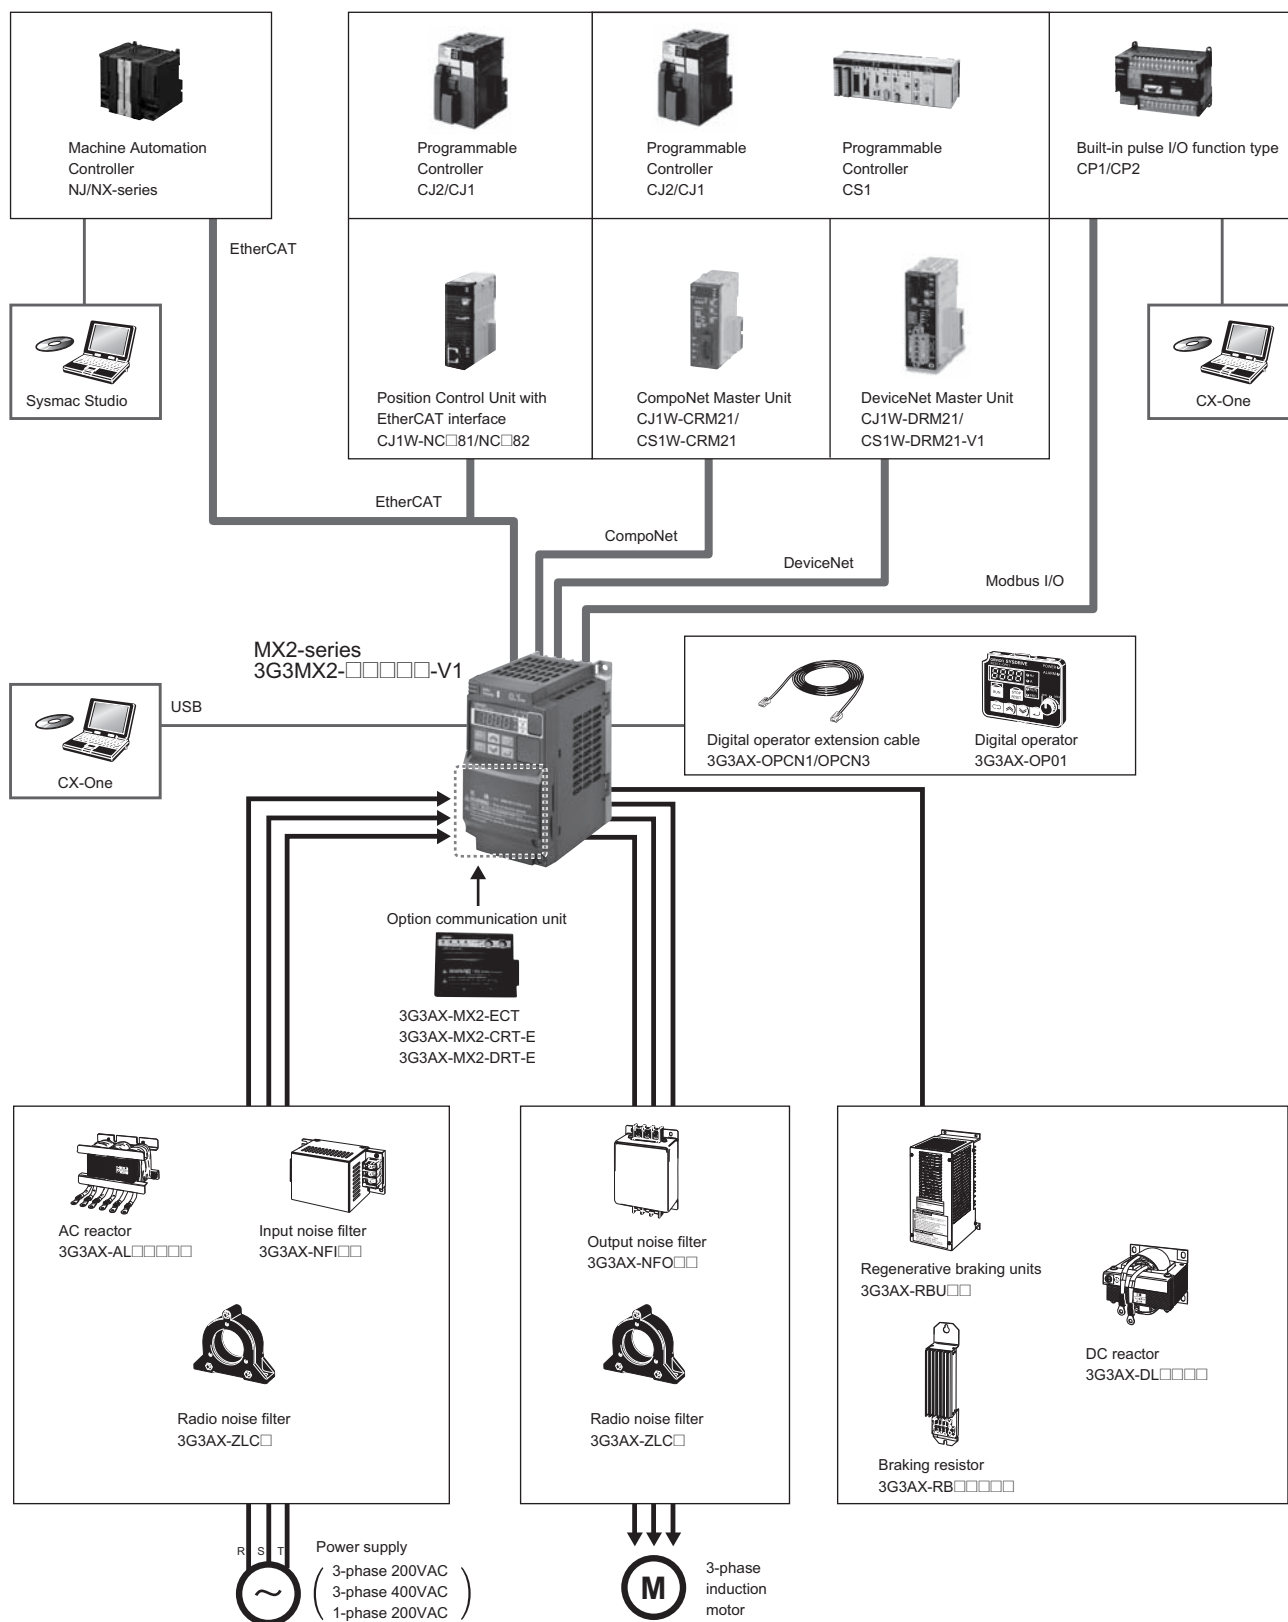 Machine Automation
Controller
NJ/NX-series
Programmable
Controller
CJ2/CJ1
Programmable
Controller
CJ2/CJ1
Programmable
Controller
CS1
Built-in pulse I/O function type
CP1/CP2
EtherCAT
Sysmac Studio
Position Control Unit with
EtherCAT interface
CJ1W-NC□81/NC□82
CompoNet Master Unit
CJ1W-CRM21/
CS1W-CRM21
DeviceNet Master Unit
CJ1W-DRM21/
CS1W-DRM21-V1
CX-One
EtherCAT
CompoNet
DeviceNet
Modbus I/O
MX2-series
3G3MX2-□□□□□-V1
USB
CX-One
Digital operator extension cable
3G3AX-OPCN1/OPCN3
Digital operator
3G3AX-OP01
Option communication unit
3G3AX-MX2-ECT
3G3AX-MX2-CRT-E
3G3AX-MX2-DRT-E
AC reactor
3G3AX-AL□□□□□
Input noise filter
3G3AX-NFI□□
Radio noise filter
3G3AX-ZLC□
Output noise filter
3G3AX-NFO□□
Radio noise filter
3G3AX-ZLC□
Regenerative braking units
3G3AX-RBU□□
DC reactor
3G3AX-DL□□□□
Braking resistor
3G3AX-RB□□□□□
R S T
Power supply
3-phase 200VAC
3-phase 400VAC
1-phase 200VAC
M
3-phase
induction
motor